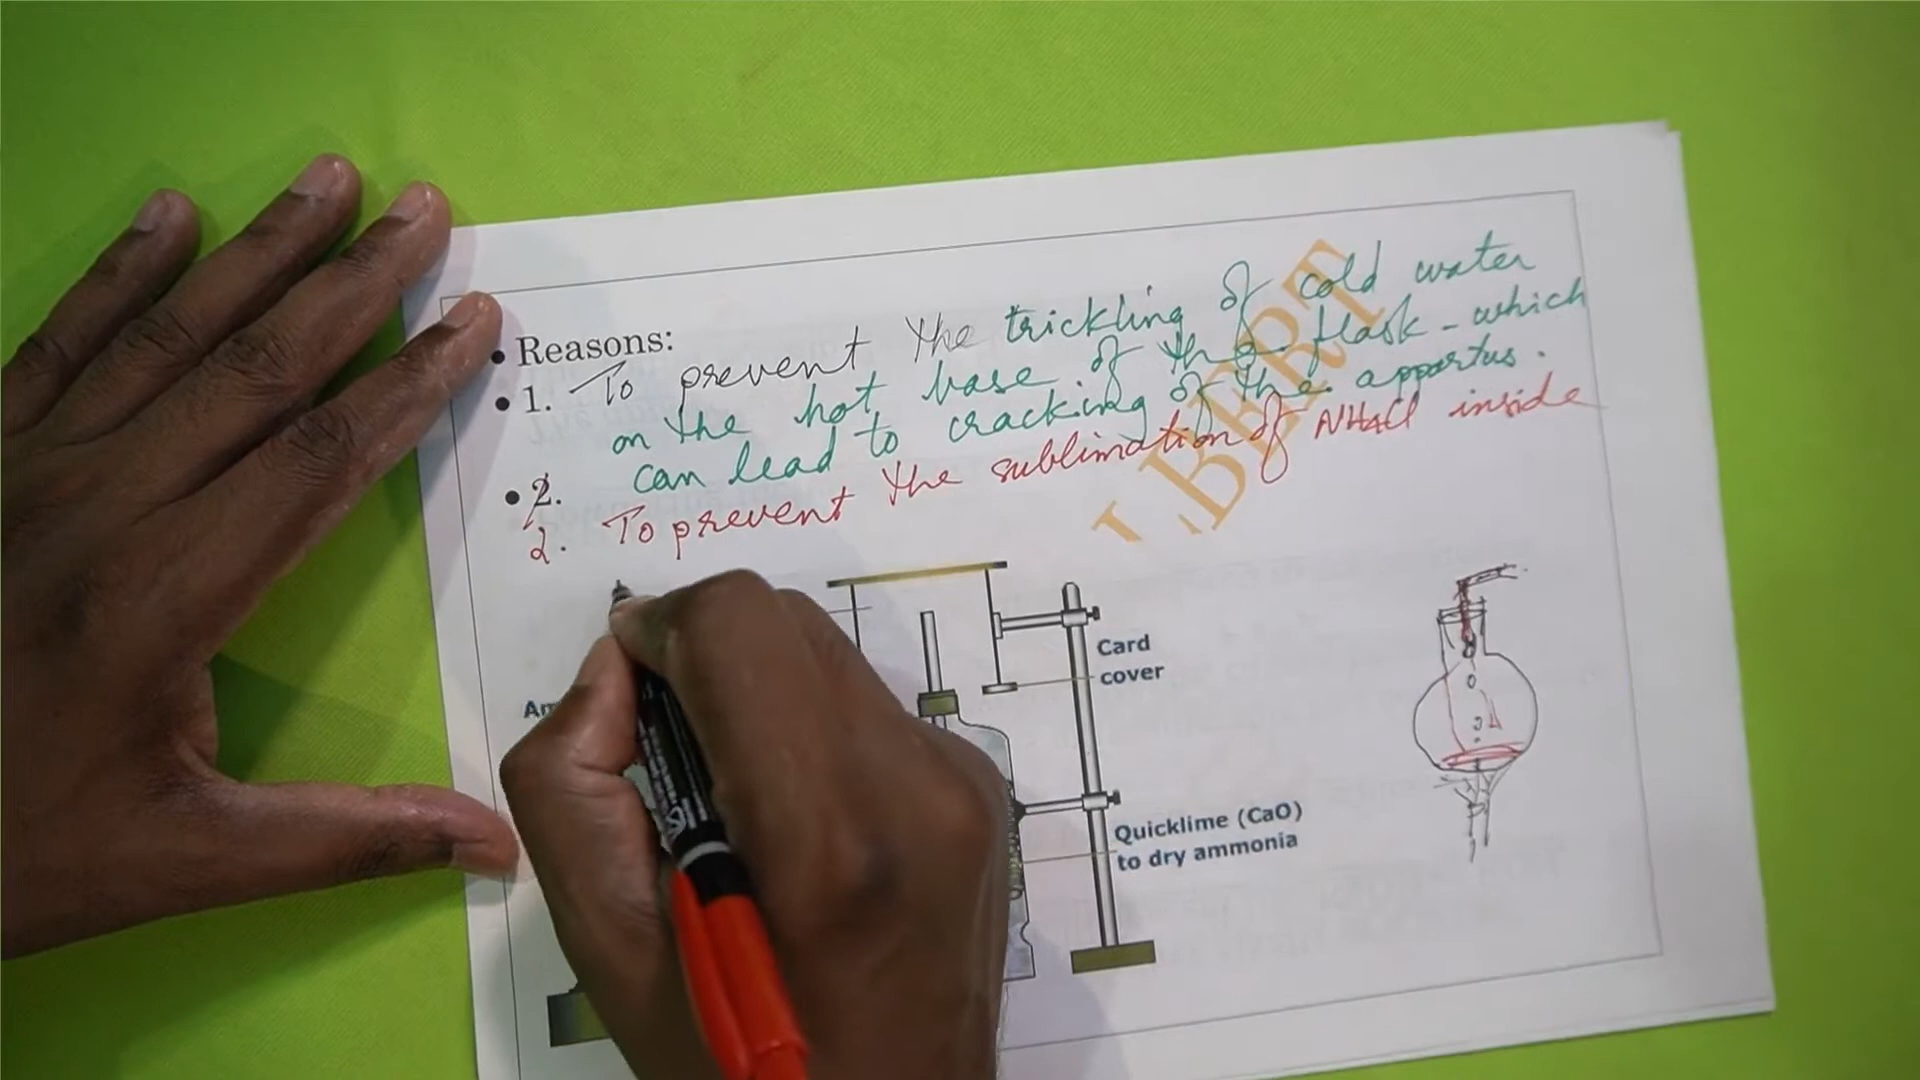 • Reasons:
• 1. To prevent the trickling of cold water
on the hot base of the flask - which
can lead to cracking of the appartus.
• 2.
2. To prevent the sublimation of NH4Cl inside
Card
cover
Am
Quicklime (CaO)
to dry ammonia